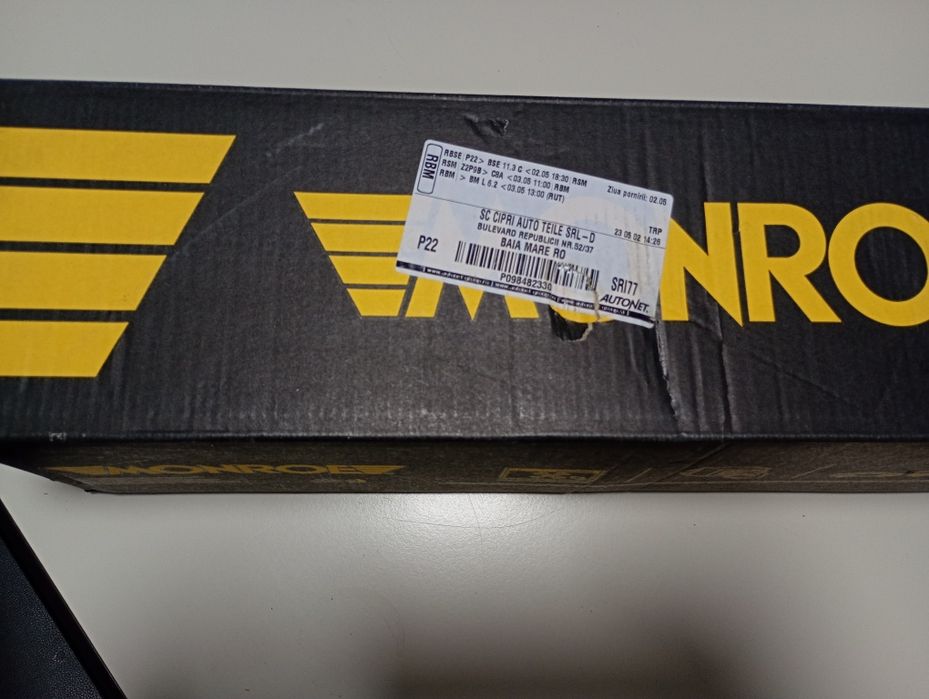 RBM
RBSE P22> BSE 11.3 C <02.05 18:30 RSM
RSM Z2P9B> C8A <03.05 11:00 RBM
RBM > BM L 6.2 <03.05 13:00 (RUT)
Ziua pornirii: 02.05
SC CIPRI AUTO TEILE SRL-D
BULEVARD REPUBLICII NR.52/37
BAIA MARE RO
TRP
23 05 02 14:26
P22
P098482330
SRI77
AUTONET.
MONRO
MONROE